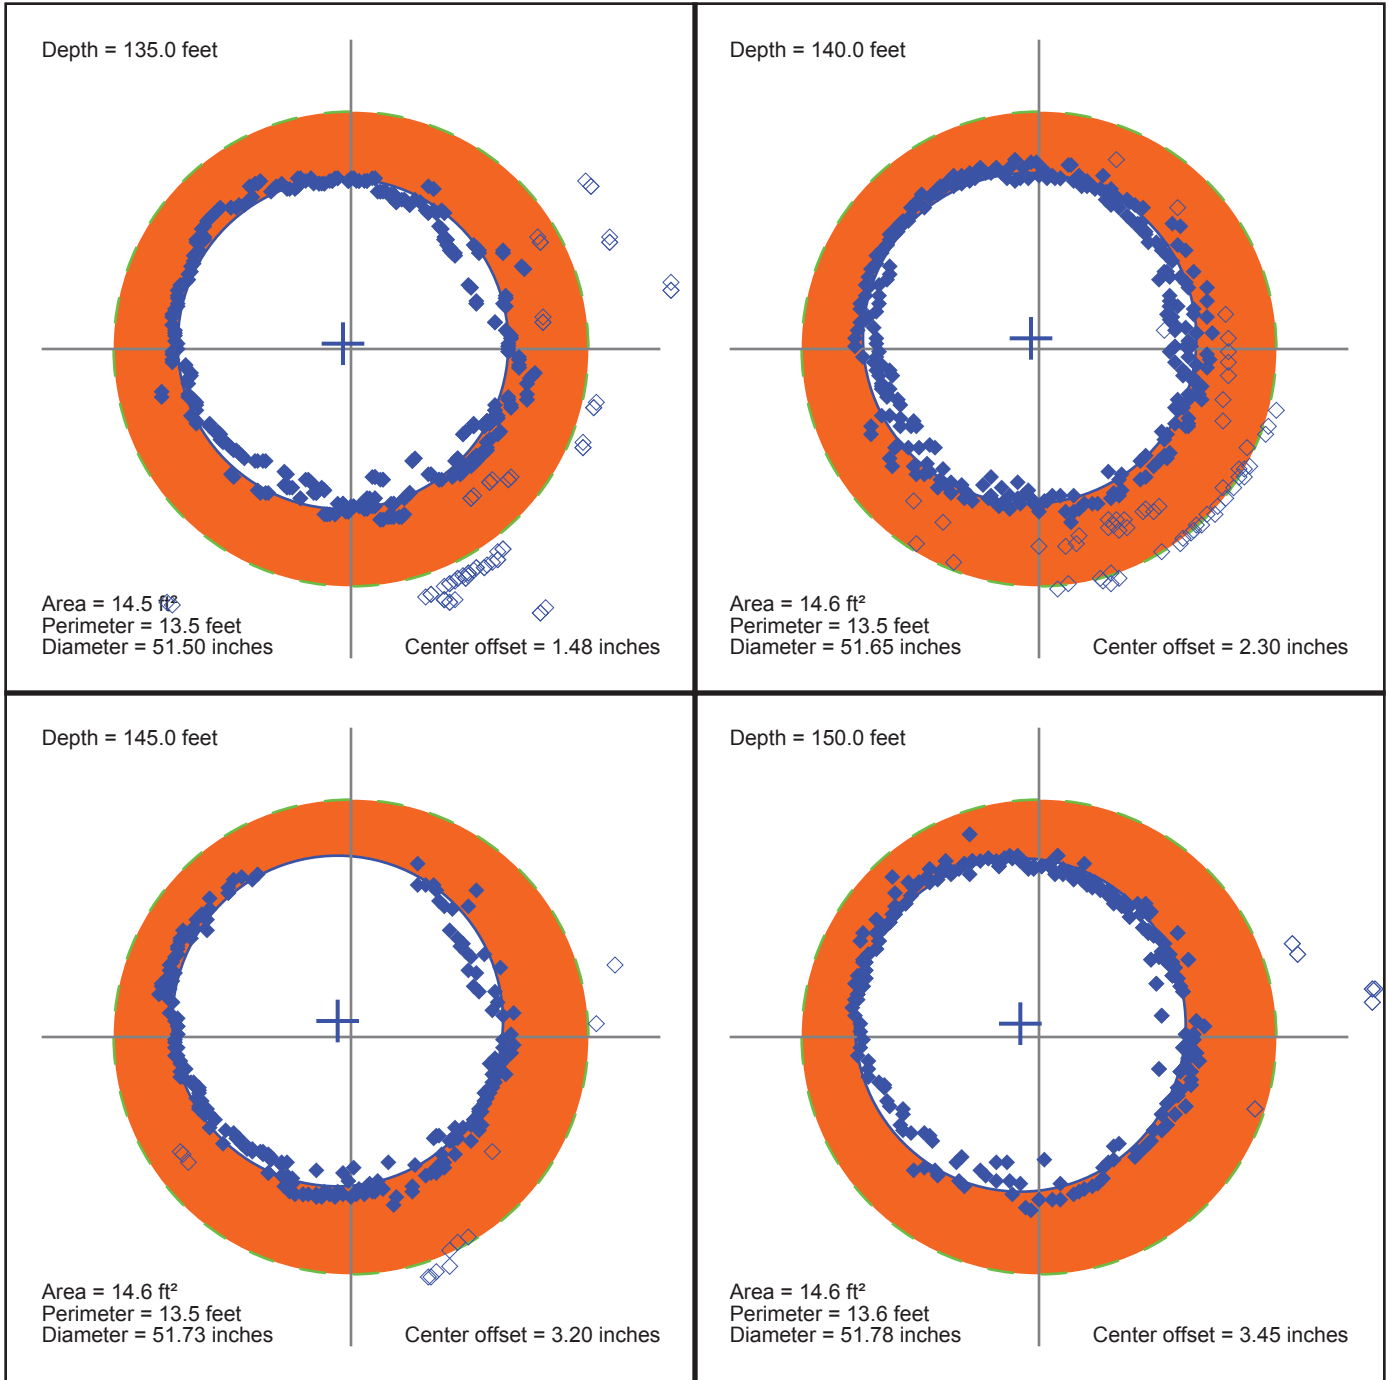 Depth = 135.0 feet
Area = 14.5 ft²
Perimeter = 13.5 feet
Diameter = 51.50 inches
Center offset = 1.48 inches
Depth = 140.0 feet
Area = 14.6 ft²
Perimeter = 13.5 feet
Diameter = 51.65 inches
Center offset = 2.30 inches
Depth = 145.0 feet
Area = 14.6 ft²
Perimeter = 13.5 feet
Diameter = 51.73 inches
Center offset = 3.20 inches
Depth = 150.0 feet
Area = 14.6 ft²
Perimeter = 13.6 feet
Diameter = 51.78 inches
Center offset = 3.45 inches